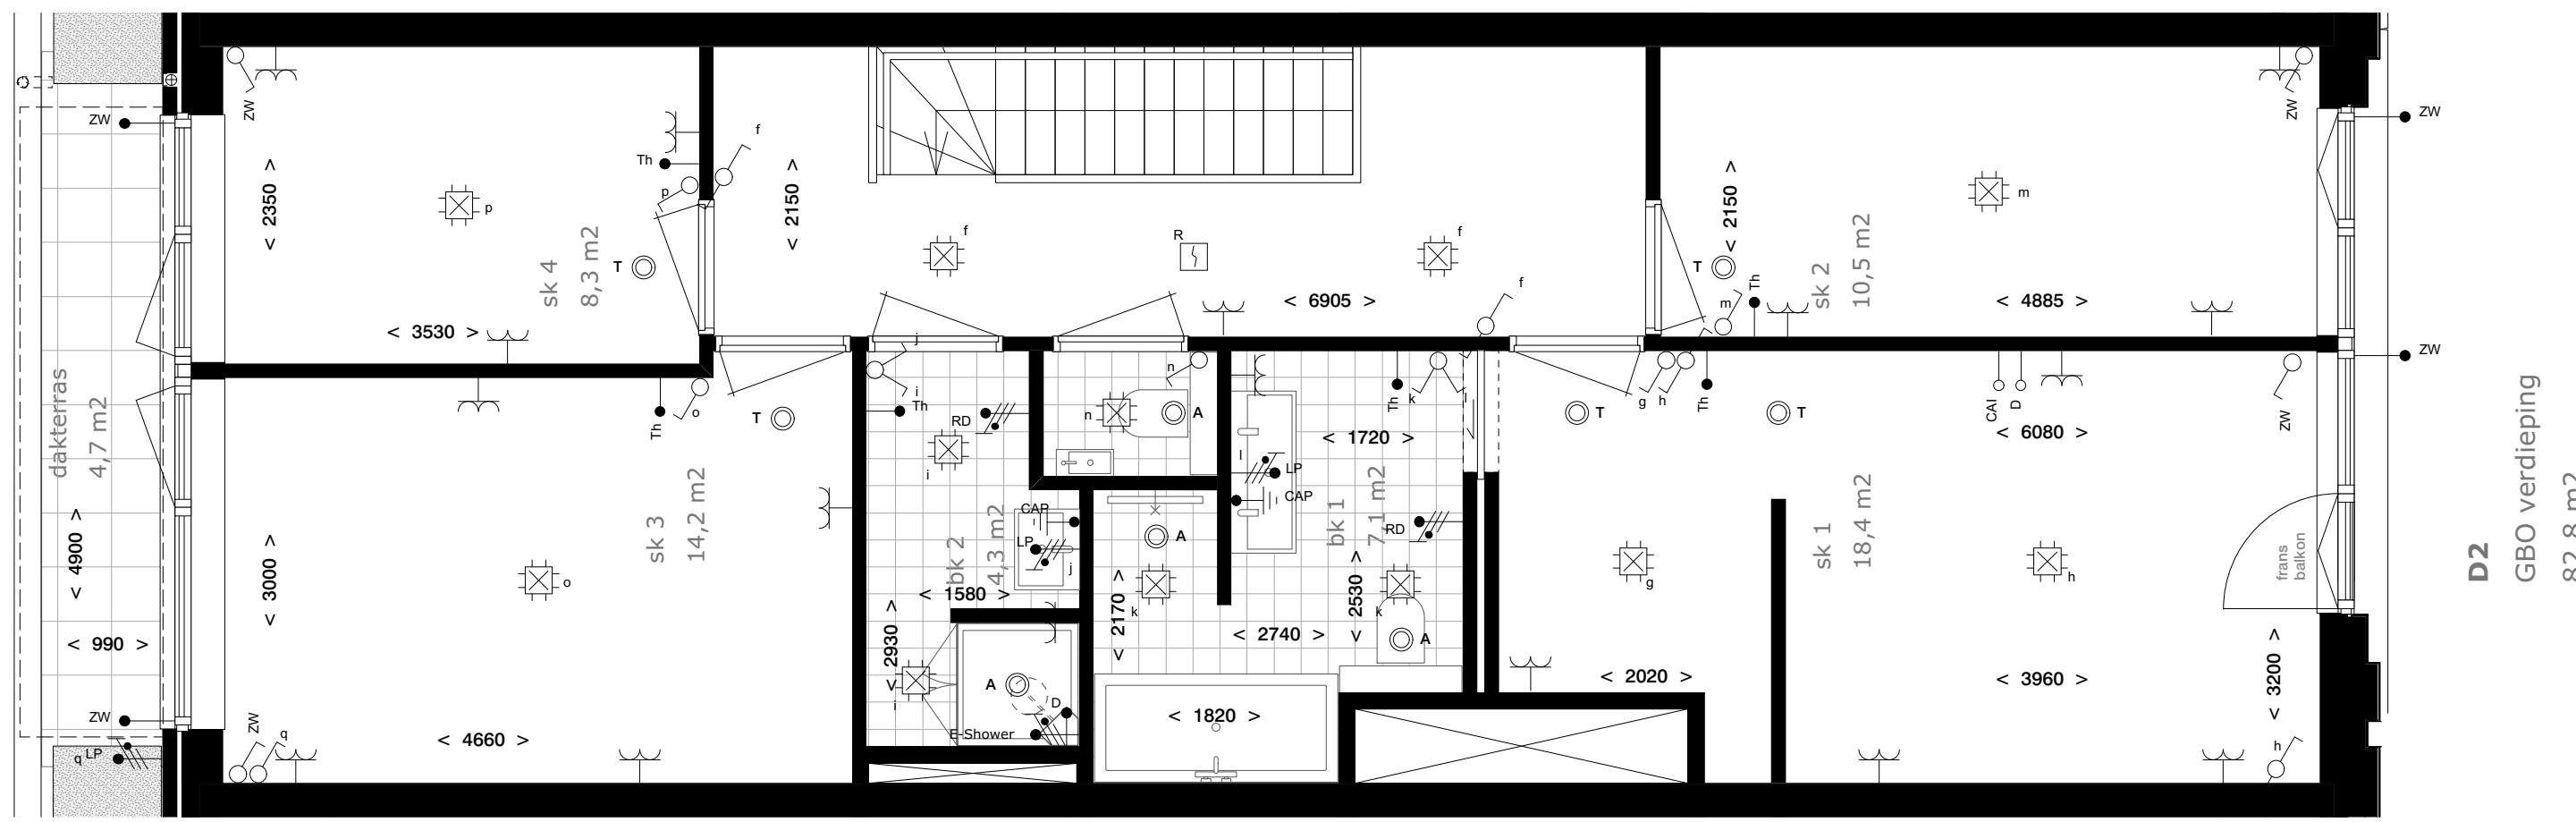 ZW
ZW
< 2350 >
p
sk 4
8,3 m2
< 3530 >
Th
p
T
f
< 2150 >
f
R
f
< 6905 >
f
< 2150 >
T
m
Th
sk 2
10,5 m2
m
< 4885 >
ZW
ZW
ZW
dakterras
4,7 m2
< 4900 >
< 990 >
ZW
q LP
< 3000 >
ZW
q
< 4660 >
o
sk 3
14,2 m2
Th
o
T
j
i
Th
RD
i
n
n
A
CAP
LP
j
bk 2
4,3 m2
< 1580 >
< 2930 >
i
A
D
E-Shower
A
k
< 2170 >
l
LP
CAP
< 1720 >
Th
k
l
RD
bk 1
7,1 m2
< 2530 >
k
A
< 2740 >
< 1820 >
T
g
h
Th
T
g
< 2020 >
sk 1
18,4 m2
CAI
D
< 6080 >
h
< 3960 >
ZW
frans
balkon
< 3200 >
h
D2
GBO verdieping
82,8 m2